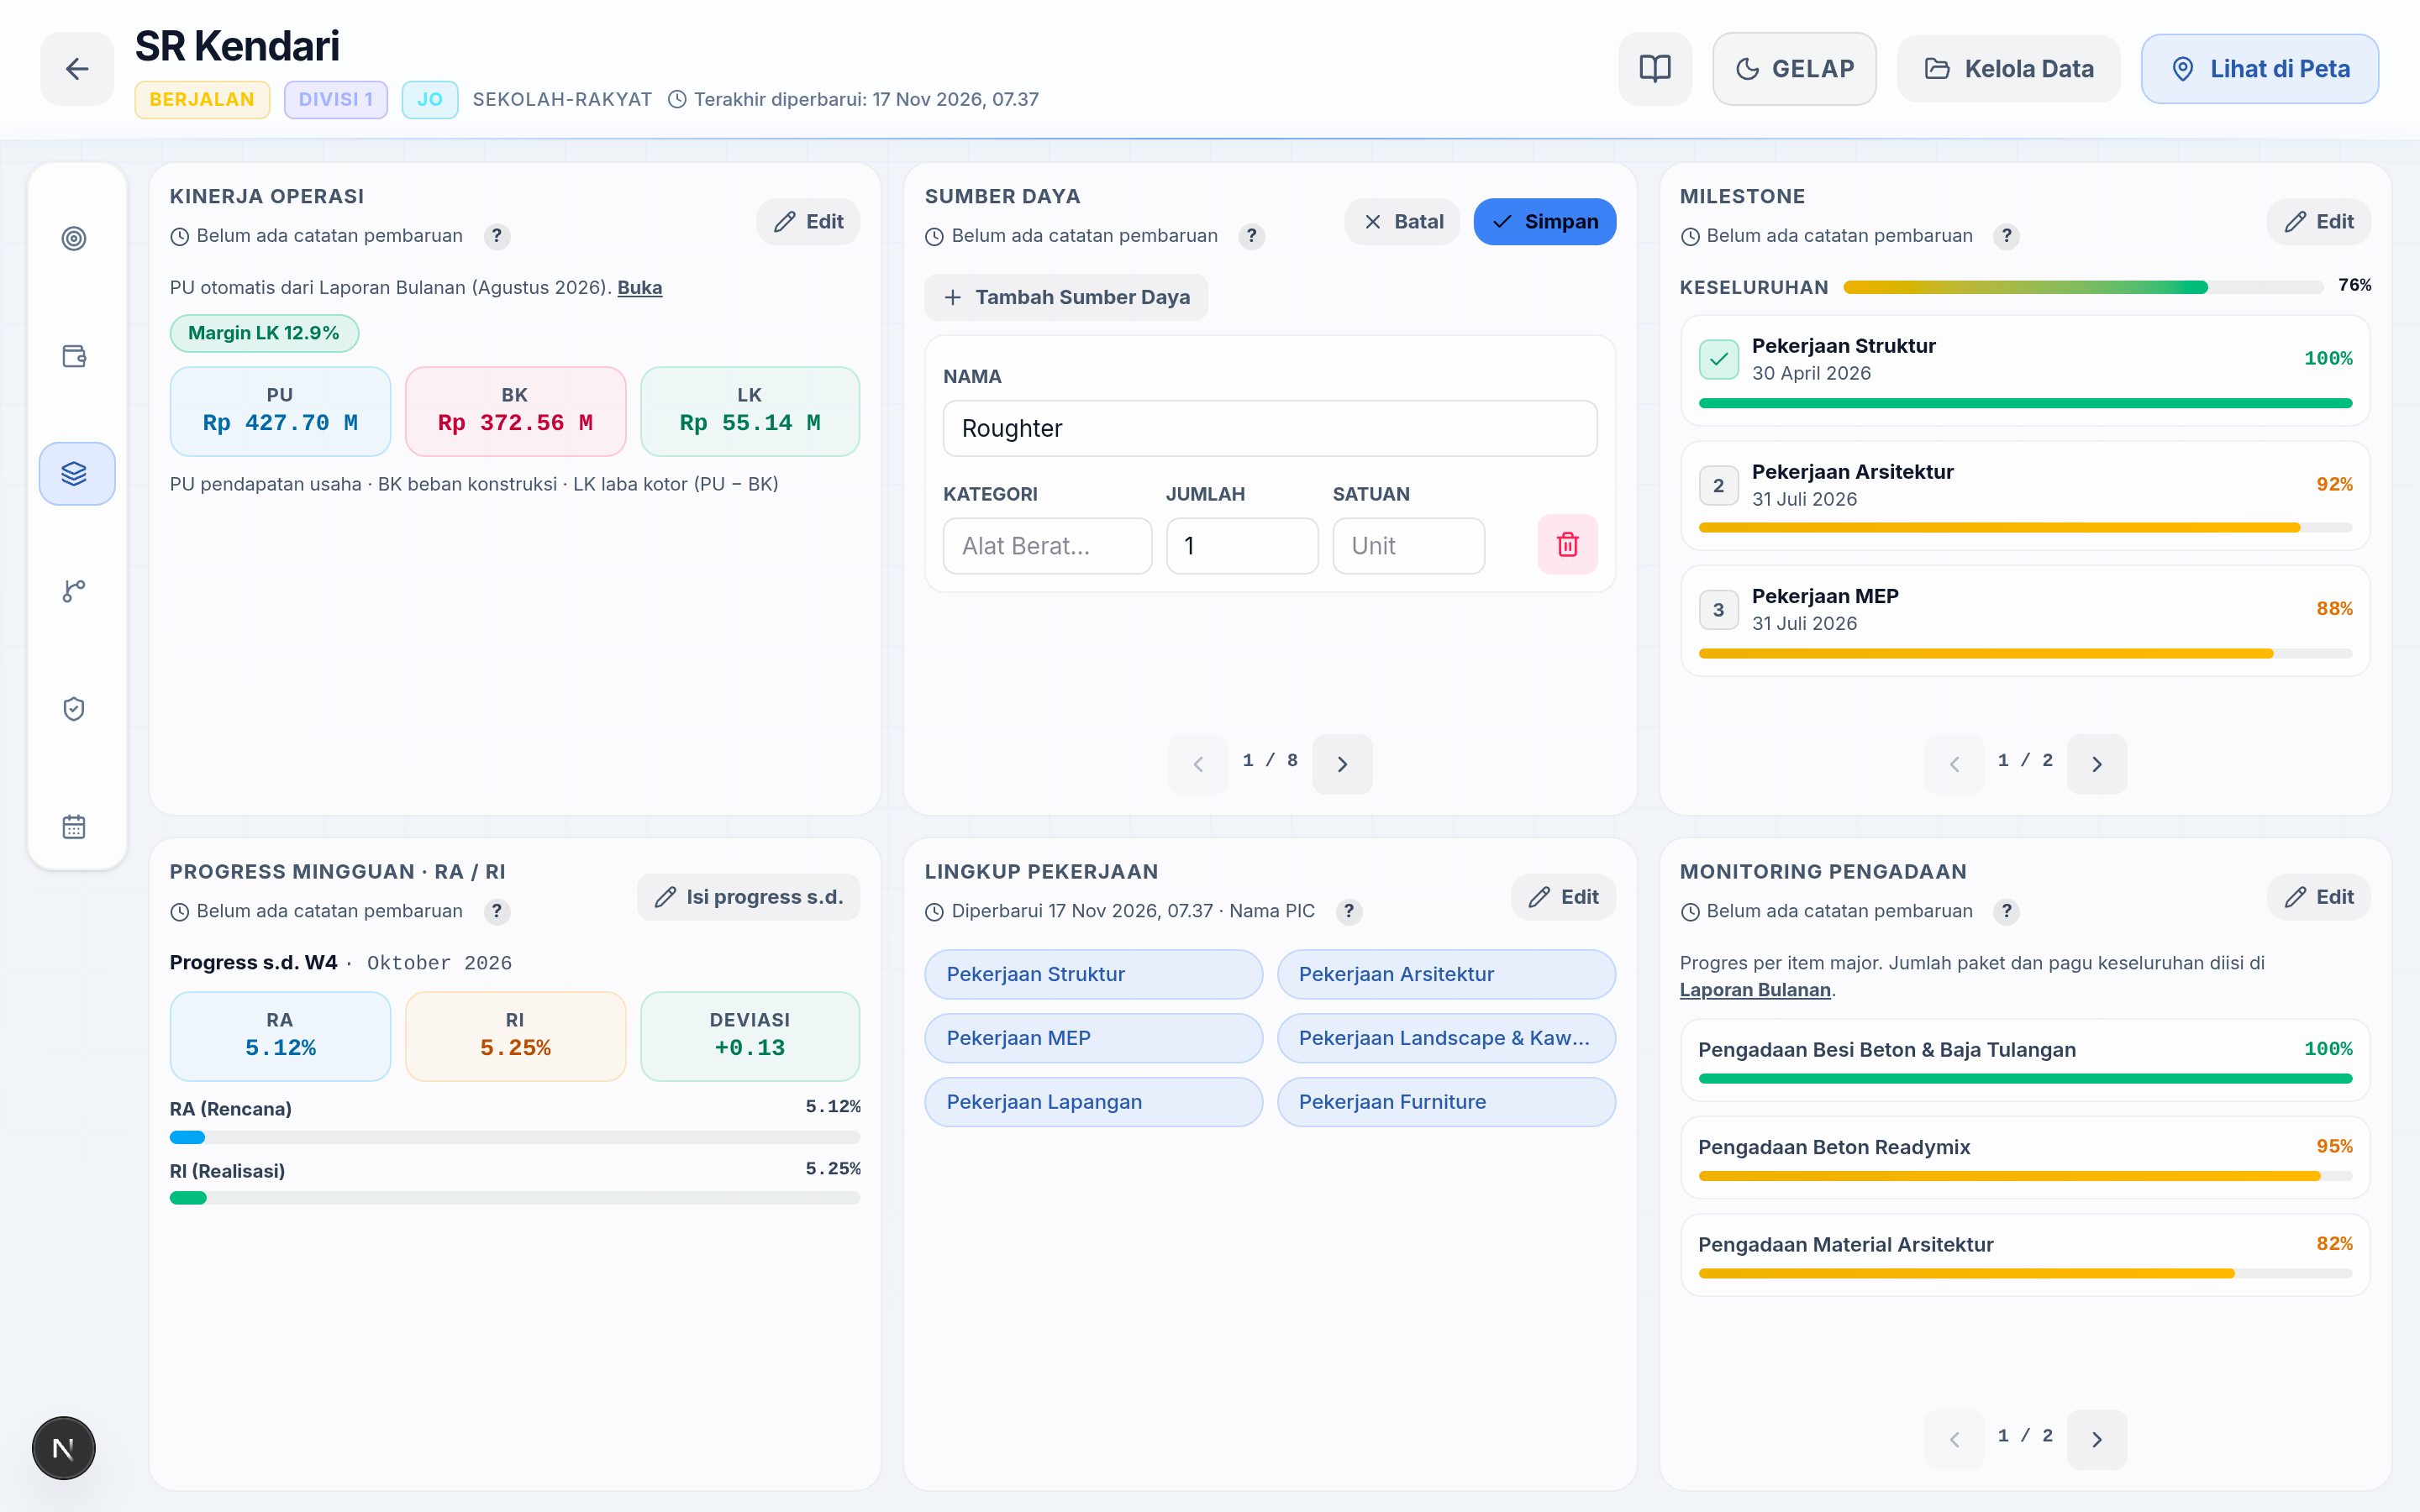 SR Kendari
BERJALAN DIVISI 1 JO SEKOLAH-RAKYAT Terakhir diperbarui: 17 Nov 2026, 07.37
GELAP
Kelola Data
Lihat di Peta
KINERJA OPERASI
Belum ada catatan pembaruan ?
Edit
PU otomatis dari Laporan Bulanan (Agustus 2026). Buka
Margin LK 12.9%
PU
Rp 427.70 M
BK
Rp 372.56 M
LK
Rp 55.14 M
PU pendapatan usaha · BK beban konstruksi · LK laba kotor (PU − BK)
SUMBER DAYA
Belum ada catatan pembaruan ?
Batal
Simpan
Tambah Sumber Daya
NAMA
Roughter
KATEGORI JUMLAH SATUAN
Alat Berat... 1 Unit
1 / 8
MILESTONE
Belum ada catatan pembaruan ?
Edit
KESELURUHAN 76%
Pekerjaan Struktur
30 April 2026
100%
2
Pekerjaan Arsitektur
31 Juli 2026
92%
3
Pekerjaan MEP
31 Juli 2026
88%
1 / 2
PROGRESS MINGGUAN · RA / RI
Belum ada catatan pembaruan ?
Isi progress s.d.
Progress s.d. W4 · Oktober 2026
RA
5.12%
RI
5.25%
DEVIASI
+0.13
RA (Rencana) 5.12%
RI (Realisasi) 5.25%
LINGKUP PEKERJAAN
Diperbarui 17 Nov 2026, 07.37 · Nama PIC ?
Edit
Pekerjaan Struktur
Pekerjaan Arsitektur
Pekerjaan MEP
Pekerjaan Landscape & Kaw...
Pekerjaan Lapangan
Pekerjaan Furniture
MONITORING PENGADAAN
Belum ada catatan pembaruan ?
Edit
Progres per item major. Jumlah paket dan pagu keseluruhan diisi di
Laporan Bulanan.
Pengadaan Besi Beton & Baja Tulangan 100%
Pengadaan Beton Readymix 95%
Pengadaan Material Arsitektur 82%
1 / 2
N